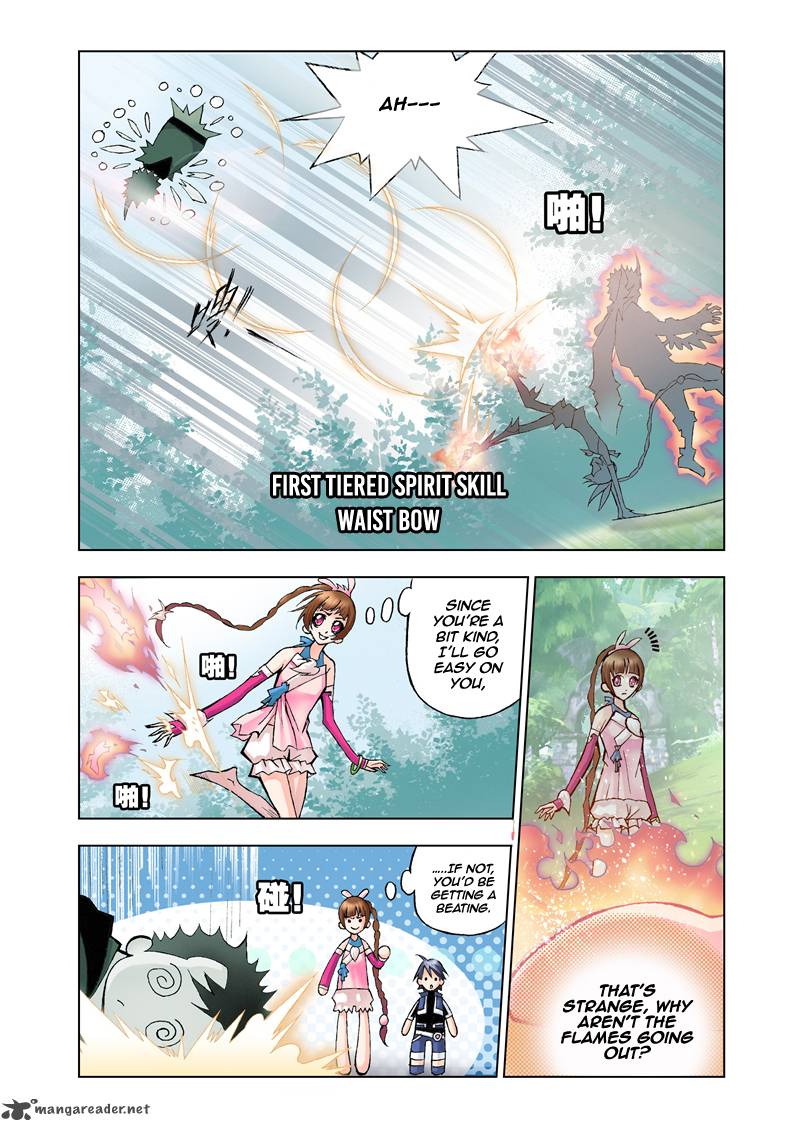 AH---
啪!
咦!
FIRST TIERED SPIRIT SKILL
WAIST BOW
SINCE
YOU'RE A
BIT KIND,
I'LL GO
EASY ON
YOU,
啪!
啪!
.....IF NOT,
YOU'D BE
GETTING A
BEATING.
碰!
THAT'S
STRANGE, WHY
AREN'T THE
FLAMES GOING
OUT?
mangareader.net